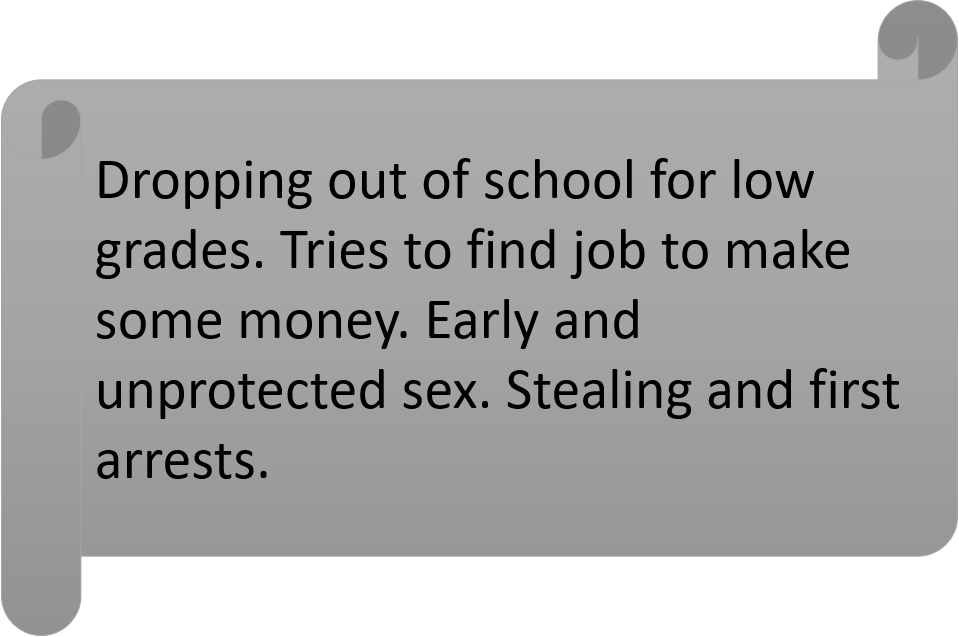 Dropping out of school for low
grades. Tries to find job to make
some money. Early and
unprotected sex. Stealing and first
arrests.